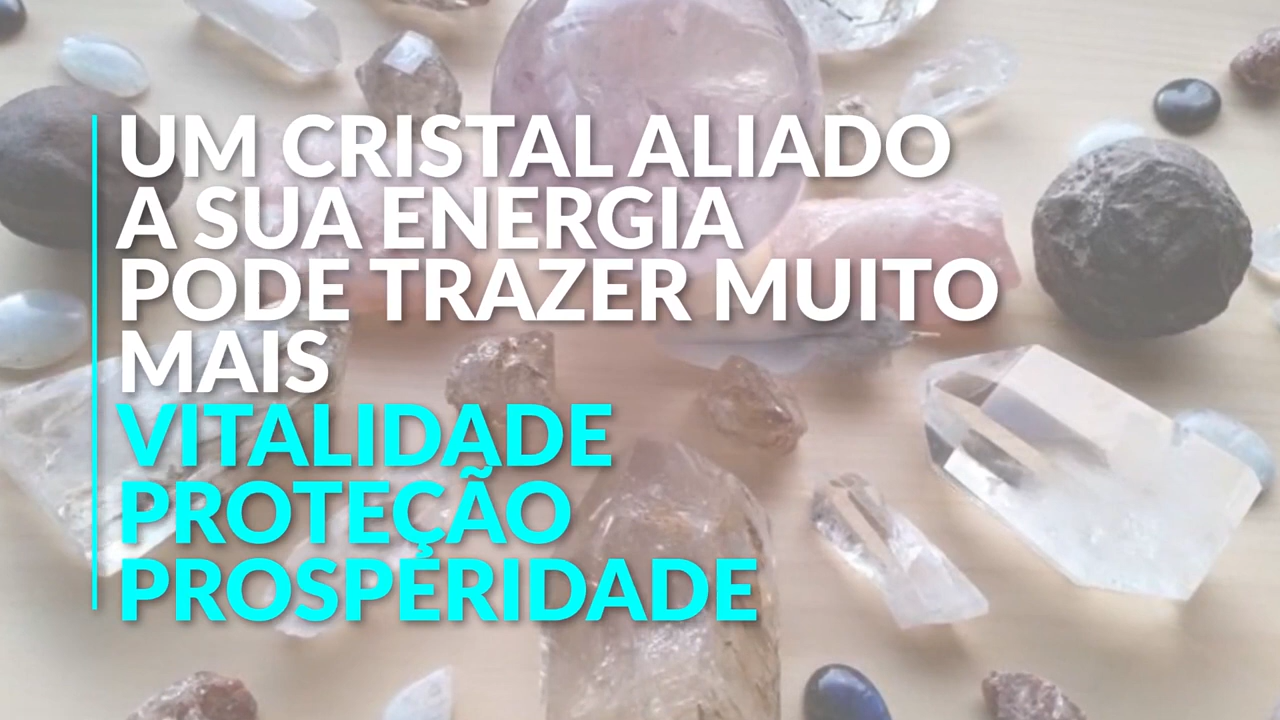 UM CRISTAL ALIADO
A SUA ENERGIA
PODE TRAZER MUITO
MAIS
VITALIDADE
PROTEÇÃO
PROSPERIDADE